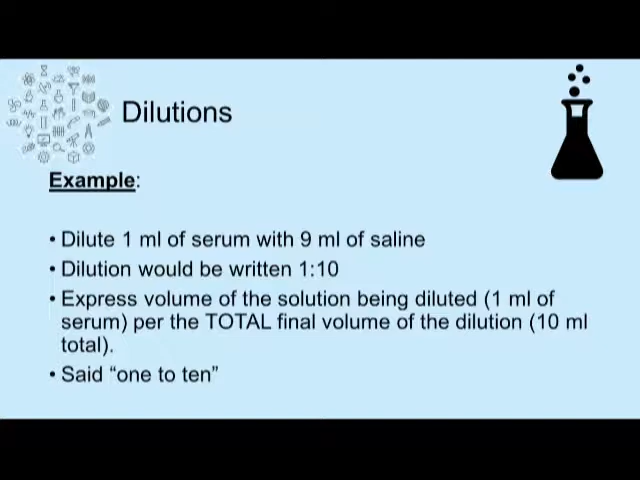 Dilutions
Example:
• Dilute 1 ml of serum with 9 ml of saline
• Dilution would be written 1:10
• Express volume of the solution being diluted (1 ml of
serum) per the TOTAL final volume of the dilution (10 ml
total).
• Said “one to ten”